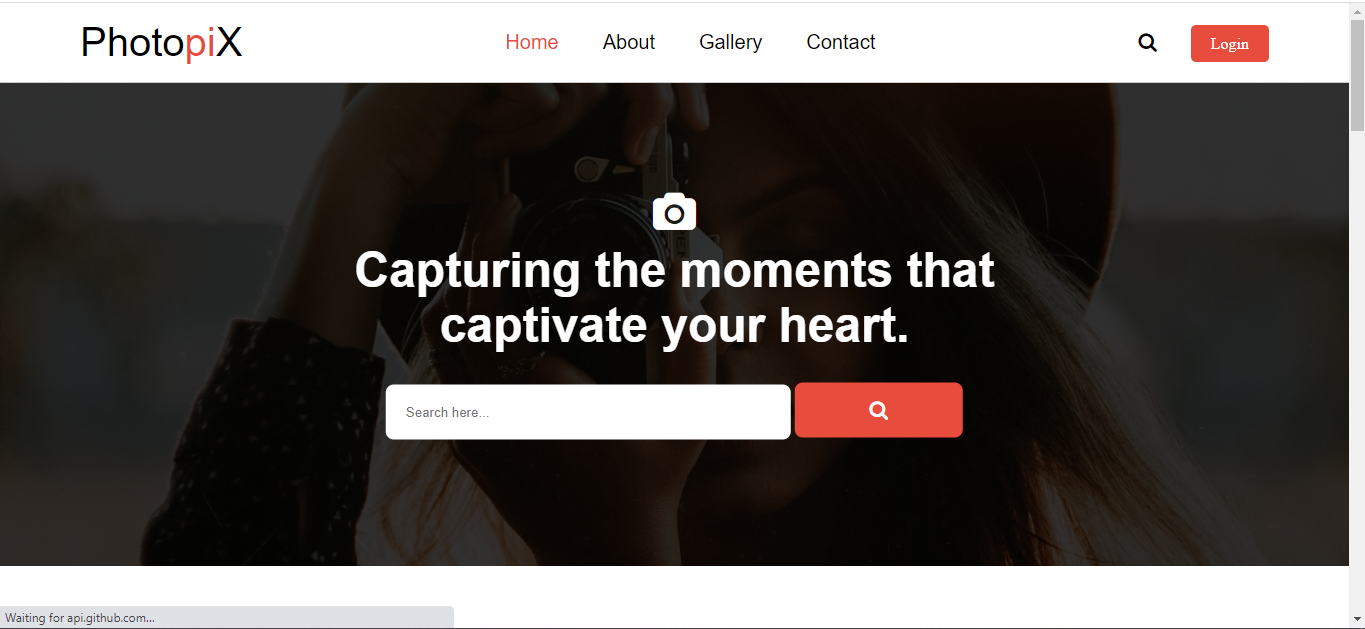 PhotopiX
Home About Gallery Contact
Login
Capturing the moments that
captivate your heart.
Search here...
Waiting for api.github.com...